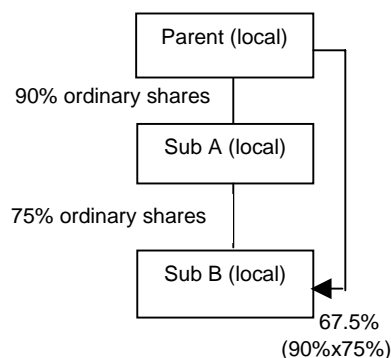 Parent (local)
90% ordinary shares
Sub A (local)
75% ordinary shares
Sub B (local)
67.5%
(90%x75%)